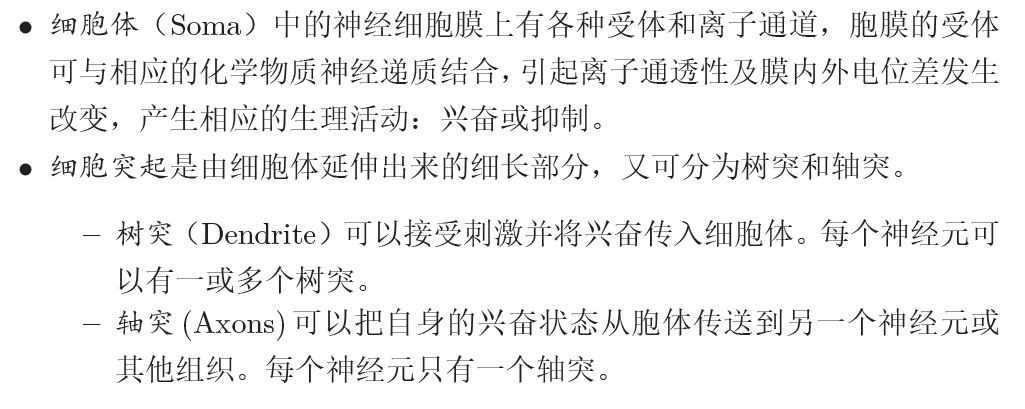 • 细胞体（Soma）中的神经细胞膜上有各种受体和离子通道，胞膜的受体
可与相应的化学物质神经递质结合，引起离子通透性及膜内外电位差发生
改变，产生相应的生理活动：兴奋或抑制。
• 细胞突起是由细胞体延伸出来的细长部分，又可分为树突和轴突。
– 树突（Dendrite）可以接受刺激并将兴奋传入细胞体。每个神经元可
以有一或多个树突。
– 轴突 (Axons) 可以把自身的兴奋状态从胞体传送到另一个神经元或
其他组织。每个神经元只有一个轴突。